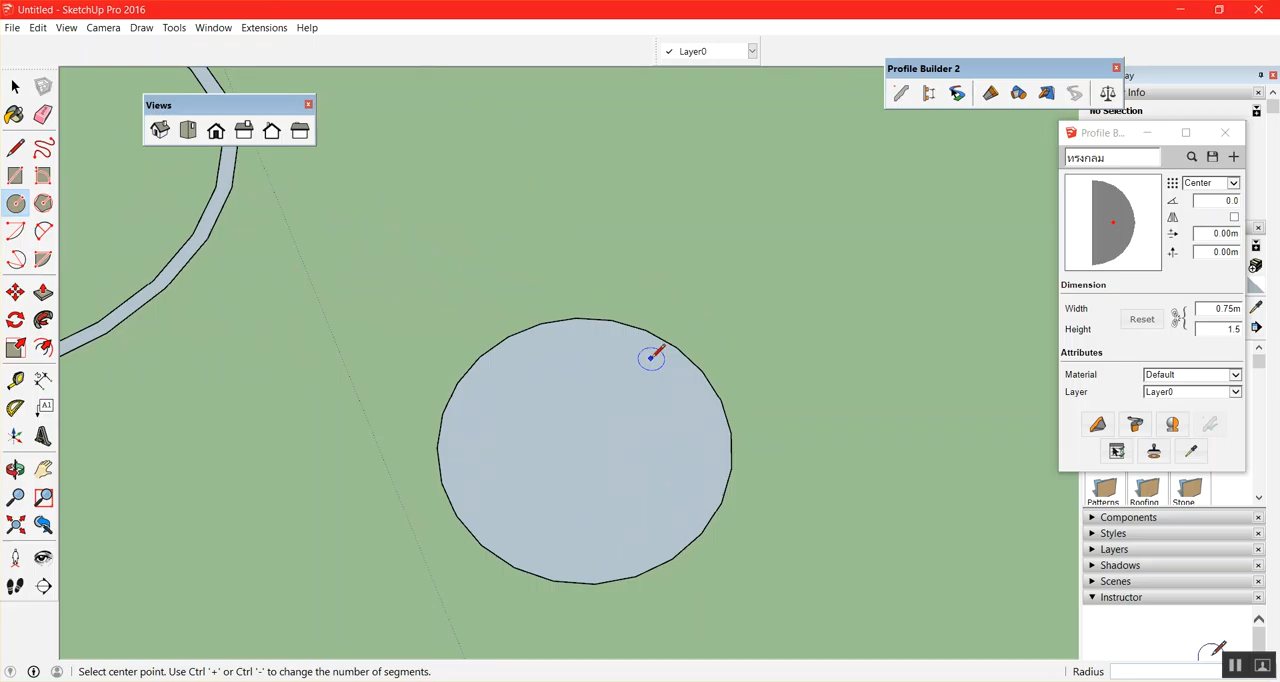 Untitled - SketchUp Pro 2016
File Edit View Camera Draw Tools Window Extensions Help
Layer0
Profile Builder 2
ay
Info
No Selection
Views
Profile B...
ทรงกลม
Center
0.0
0.00m
0.00m
Dimension
Width 0.75m
Reset
Height 1.5
Attributes
Material Default
Layer Layer0
A1
Patterns Roofing Stone
Components
Styles
Layers
Shadows
Scenes
Instructor
Select center point. Use Ctrl '+' or Ctrl '-' to change the number of segments.
Radius